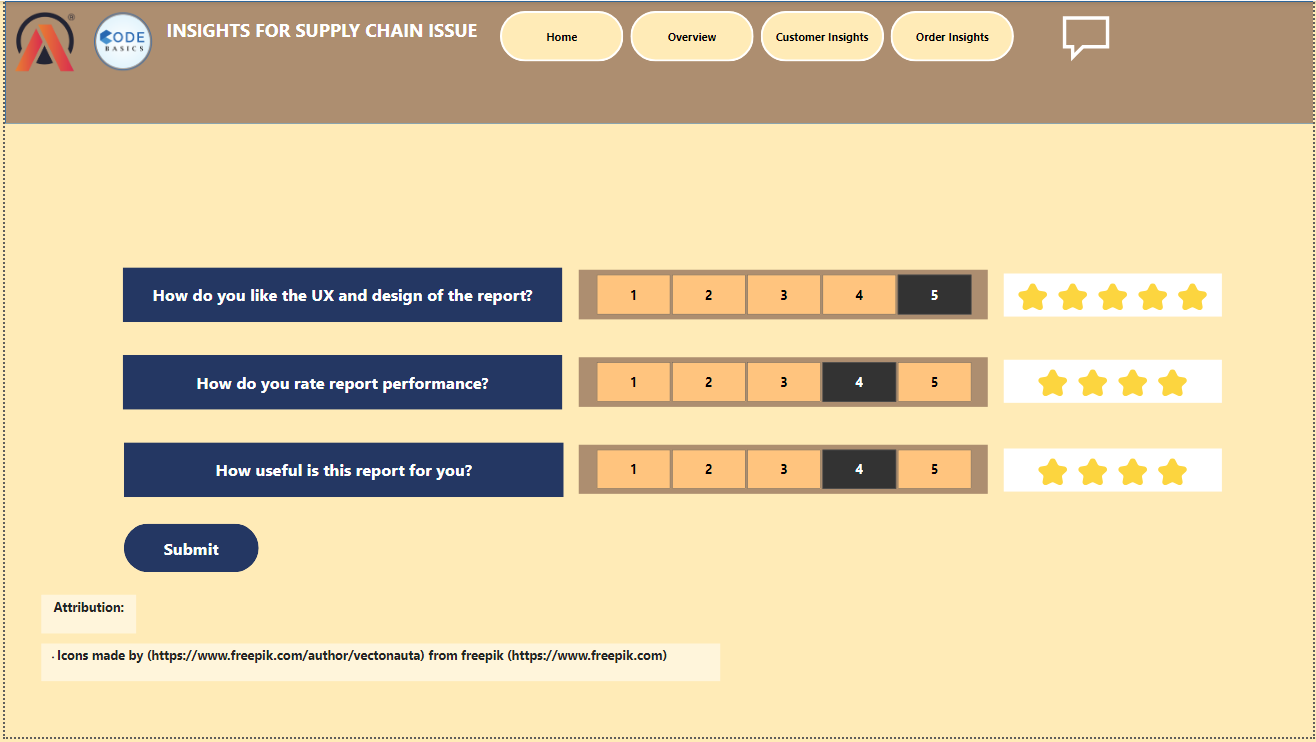 INSIGHTS FOR SUPPLY CHAIN ISSUE
Home
Overview
Customer Insights
Order Insights
®
CODE
BASICS
How do you like the UX and design of the report?
1 2 3 4 5
How do you rate report performance?
1 2 3 4 5
How useful is this report for you?
1 2 3 4 5
Submit
Attribution:
· Icons made by (https://www.freepik.com/author/vectonauta) from freepik (https://www.freepik.com)